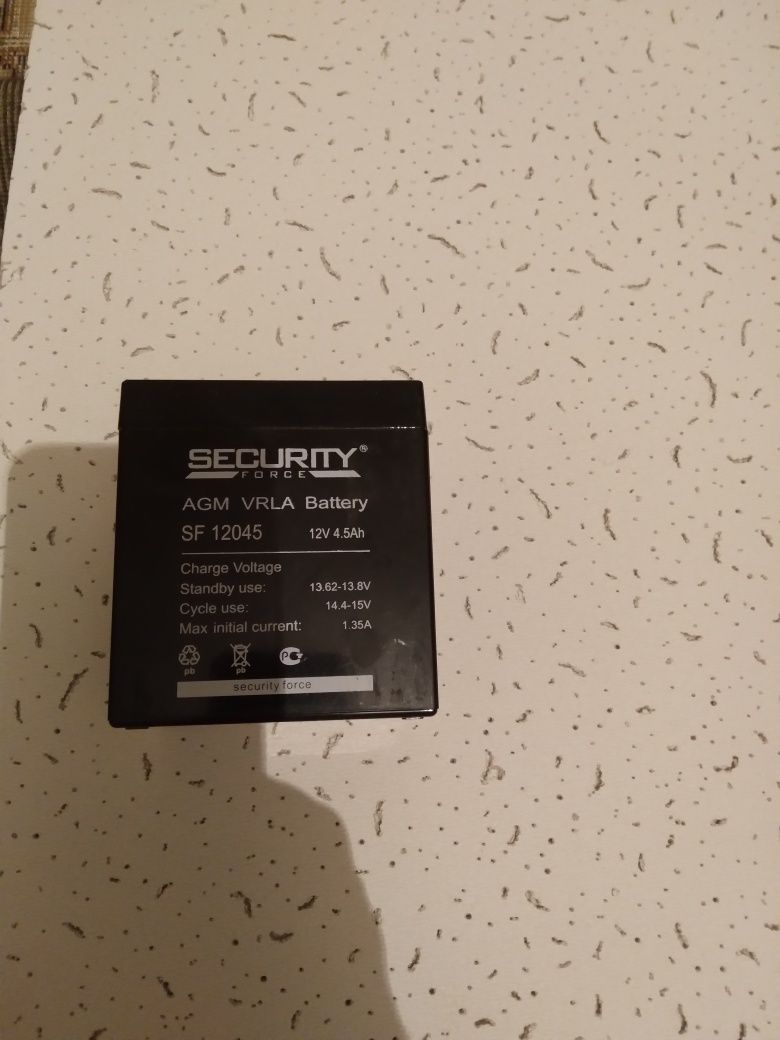 SECURITY®
FORCE
AGM VRLA Battery
SF 12045 12V 4.5Ah
Charge Voltage
Standby use: 13.62-13.8V
Cycle use: 14.4-15V
Max initial current: 1.35A
pb pb
security force